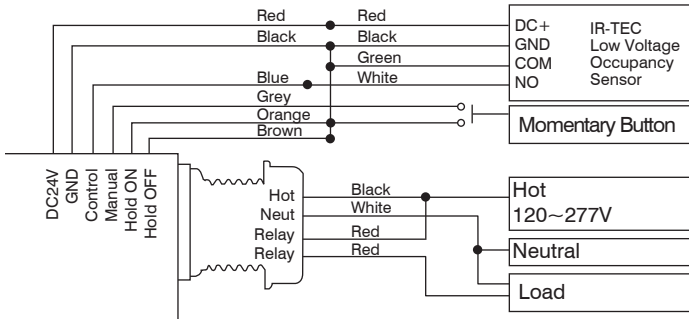 Red Red DC+ IR-TEC
Black Black GND Low Voltage
Green COM Occupancy
Blue White NO Sensor
Grey
Orange Momentary Button
Brown
DC24V
GND
Control
Manual
Hold ON
Hold OFF
Hot Black Hot
Neut White 120~277V
Relay Red Neutral
Relay Red
Load